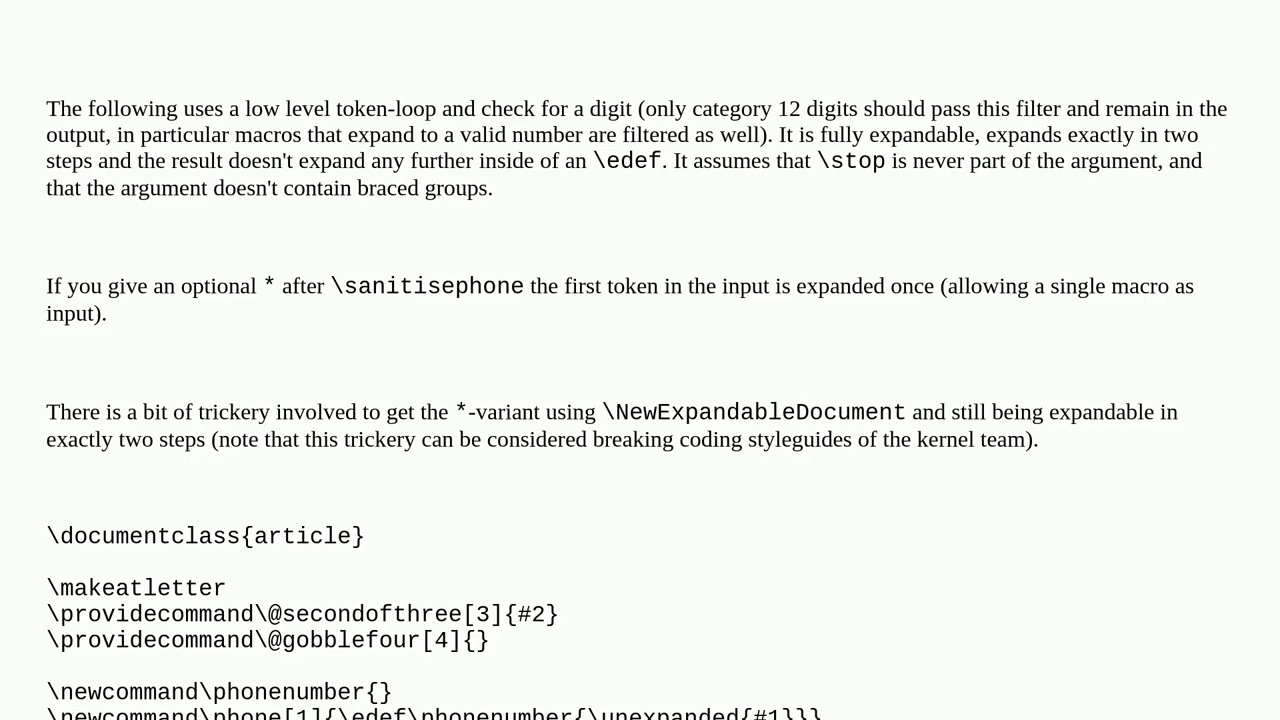 The following uses a low level token-loop and check for a digit (only category 12 digits should pass this filter and remain in the
output, in particular macros that expand to a valid number are filtered as well). It is fully expandable, expands exactly in two
steps and the result doesn't expand any further inside of an \edef. It assumes that \stop is never part of the argument, and
that the argument doesn't contain braced groups.
If you give an optional * after \sanitisephone the first token in the input is expanded once (allowing a single macro as
input).
There is a bit of trickery involved to get the *-variant using \NewExpandableDocument and still being expandable in
exactly two steps (note that this trickery can be considered breaking coding styleguides of the kernel team).
\documentclass{article}
\makeatletter
\providecommand\@secondofthree[3]{#2}
\providecommand\@gobblefour[4]{}
\newcommand\phonenumber{}
\newcommand\phone[1]{\edef\phonenumber{\unexpanded{#1}}}